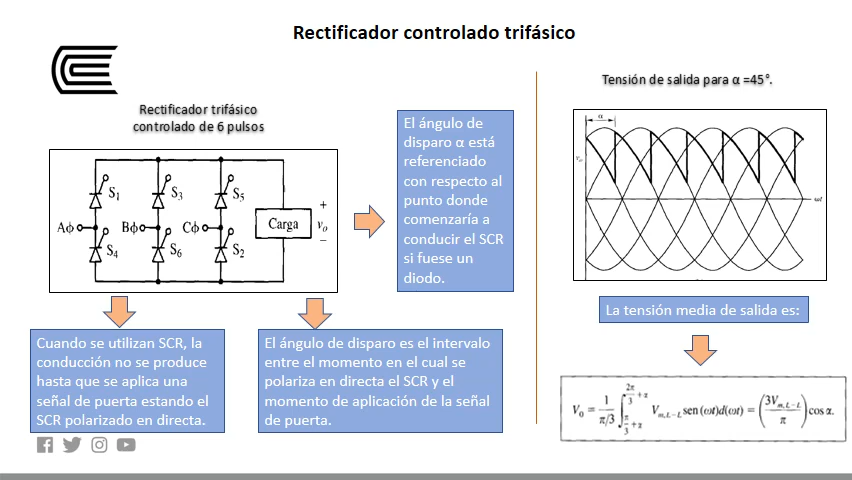 Rectificador controlado trifásico
Rectificador trifásico
controlado de 6 pulsos
S1
S3
S5
Aϕ
Bϕ
Cϕ
S4
S6
S2
Carga
+
vo
−
El ángulo de
disparo α está
referenciado
con respecto al
punto donde
comenzaría a
conducir el SCR
si fuese un
diodo.
Cuando se utilizan SCR, la
conducción no se produce
hasta que se aplica una
señal de puerta estando el
SCR polarizado en directa.
El ángulo de disparo es el intervalo
entre el momento en el cual se
polariza en directa el SCR y el
momento de aplicación de la señal
de puerta.
Tensión de salida para α =45°.
α
vo
ωt
La tensión media de salida es:
V0 = 1/(π/3) ∫_{π/3+α}^{2π/3+α} Vm,L-L sen(ωt)d(ωt) = (3Vm,L-L/π) cos α.